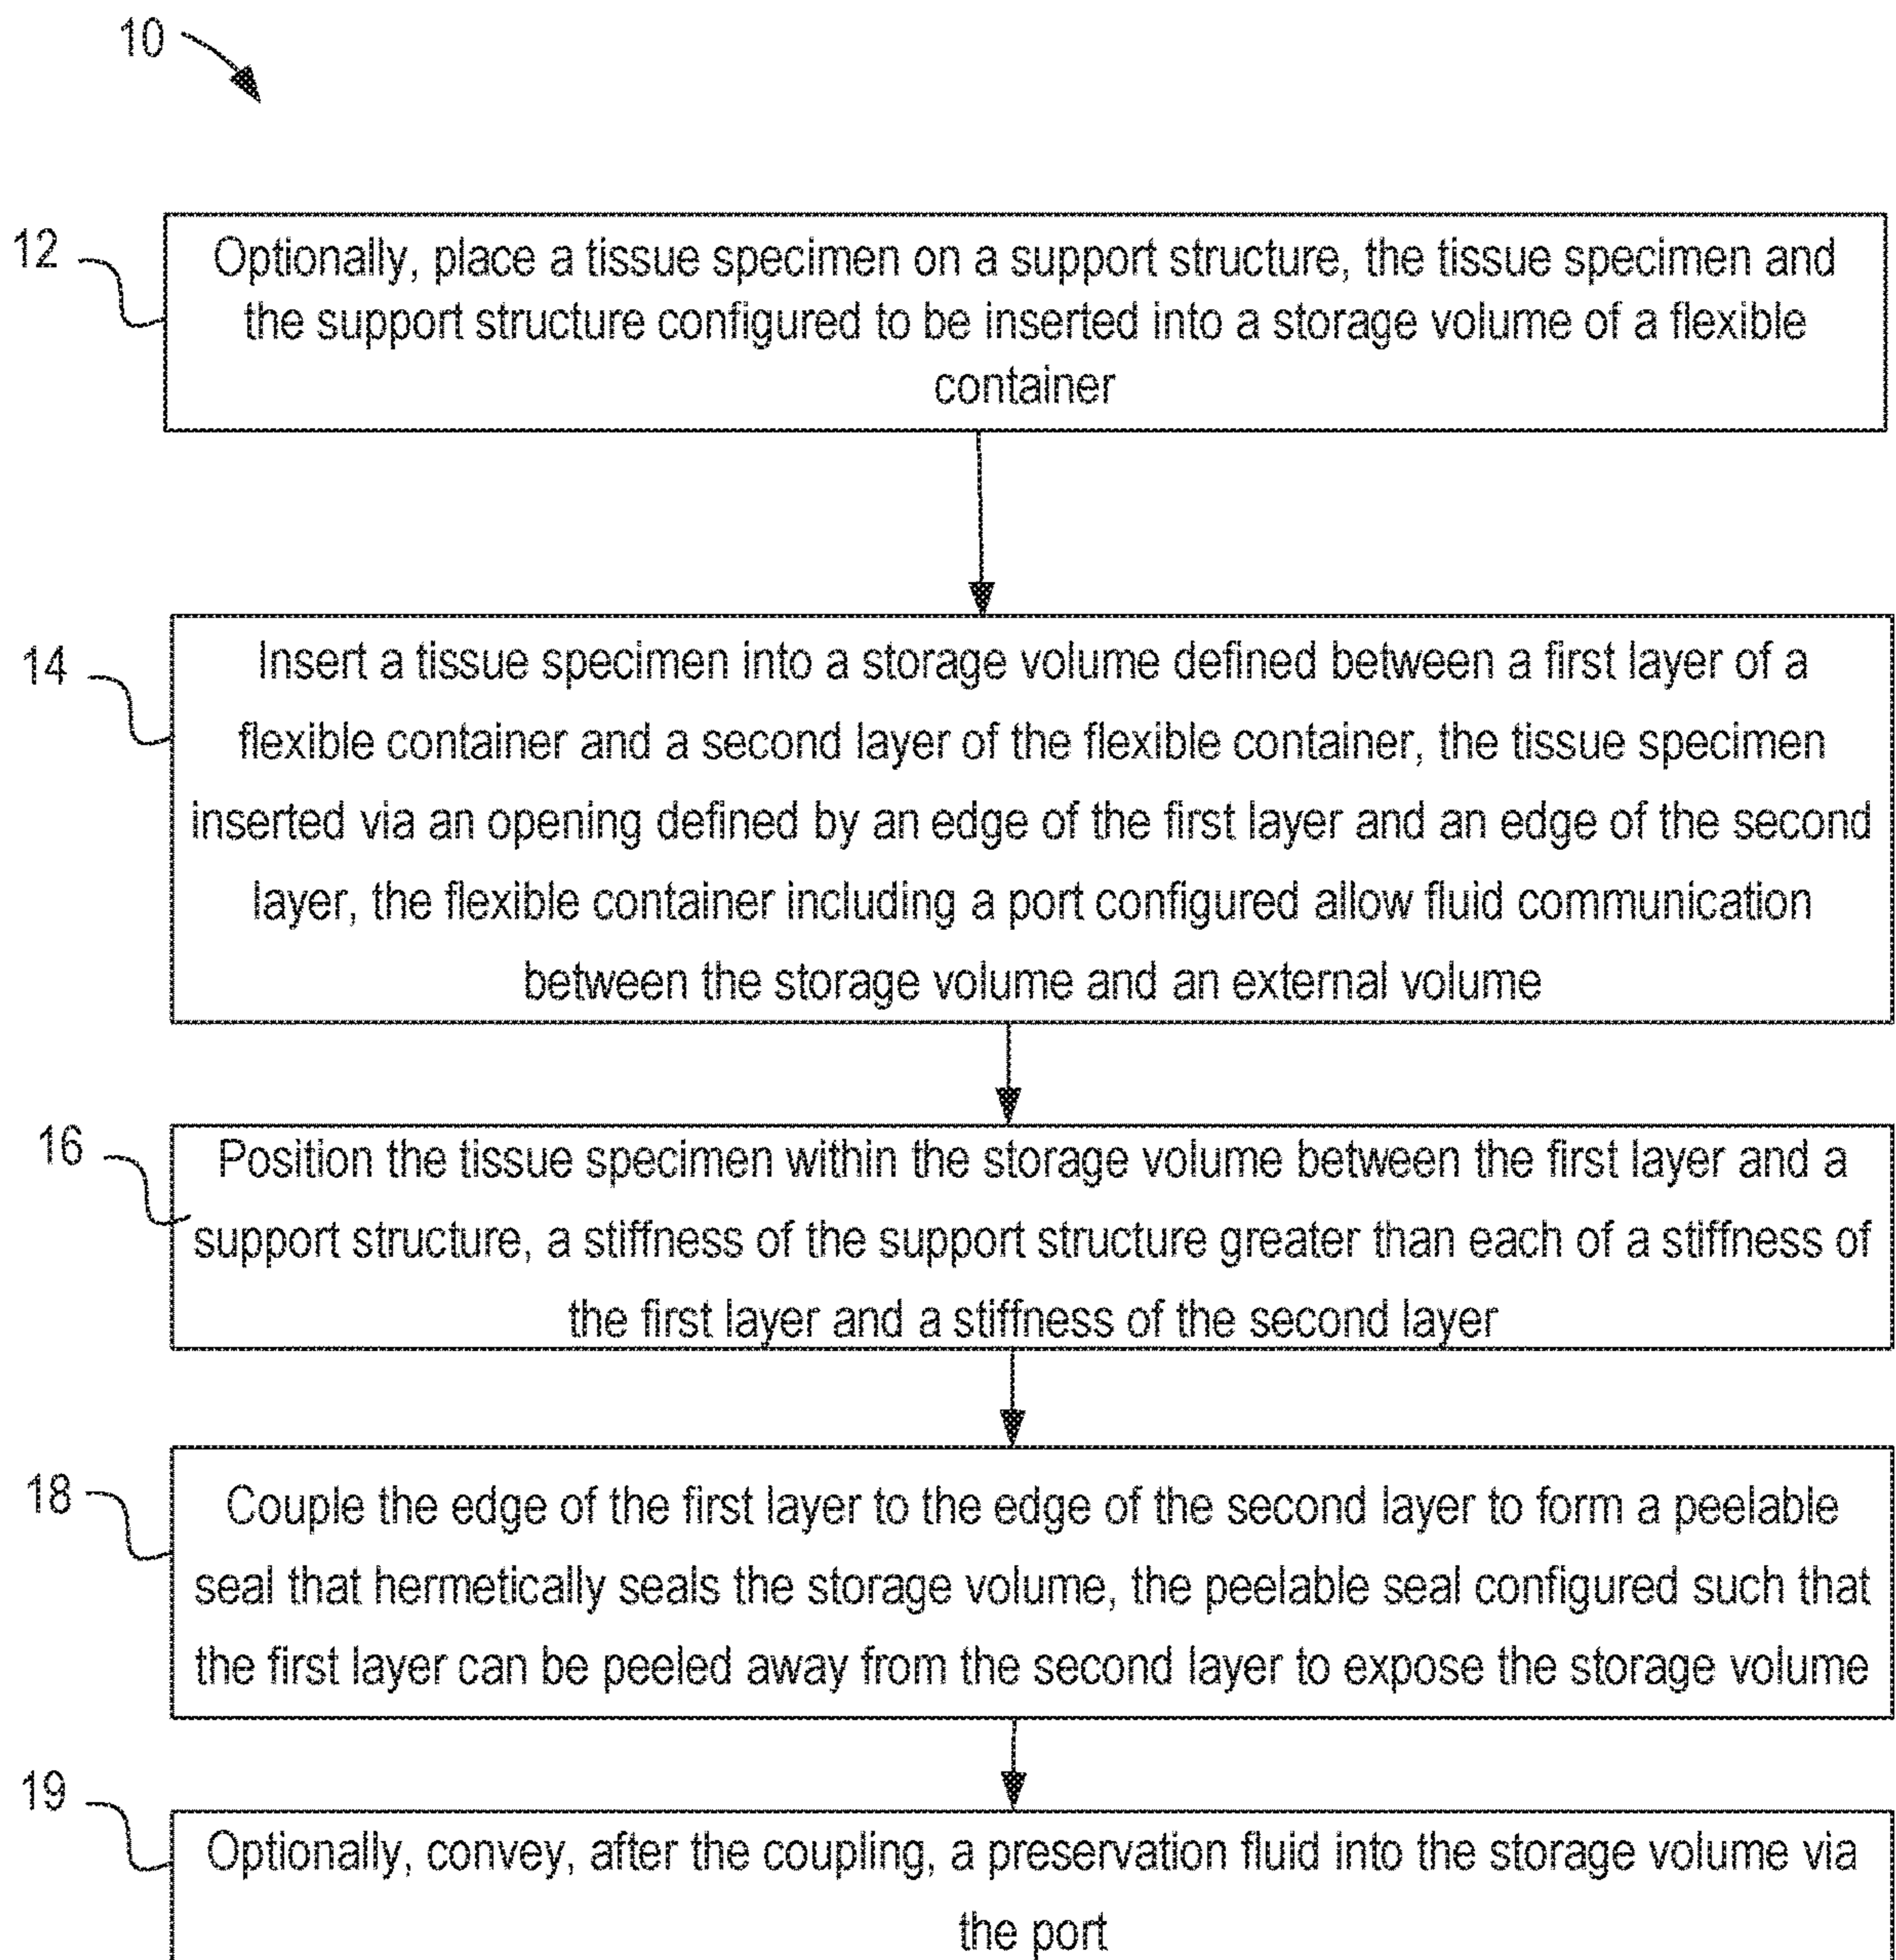 10
12
Optionally, place a tissue specimen on a support structure, the tissue specimen and
the support structure configured to be inserted into a storage volume of a flexible
container
14
Insert a tissue specimen into a storage volume defined between a first layer of a
flexible container and a second layer of the flexible container, the tissue specimen
inserted via an opening defined by an edge of the first layer and an edge of the second
layer, the flexible container including a port configured allow fluid communication
between the storage volume and an external volume
16
Position the tissue specimen within the storage volume between the first layer and a
support structure, a stiffness of the support structure greater than each of a stiffness of
the first layer and a stiffness of the second layer
18
Couple the edge of the first layer to the edge of the second layer to form a peelable
seal that hermetically seals the storage volume, the peelable seal configured such that
the first layer can be peeled away from the second layer to expose the storage volume
19
Optionally, convey, after the coupling, a preservation fluid into the storage volume via
the port